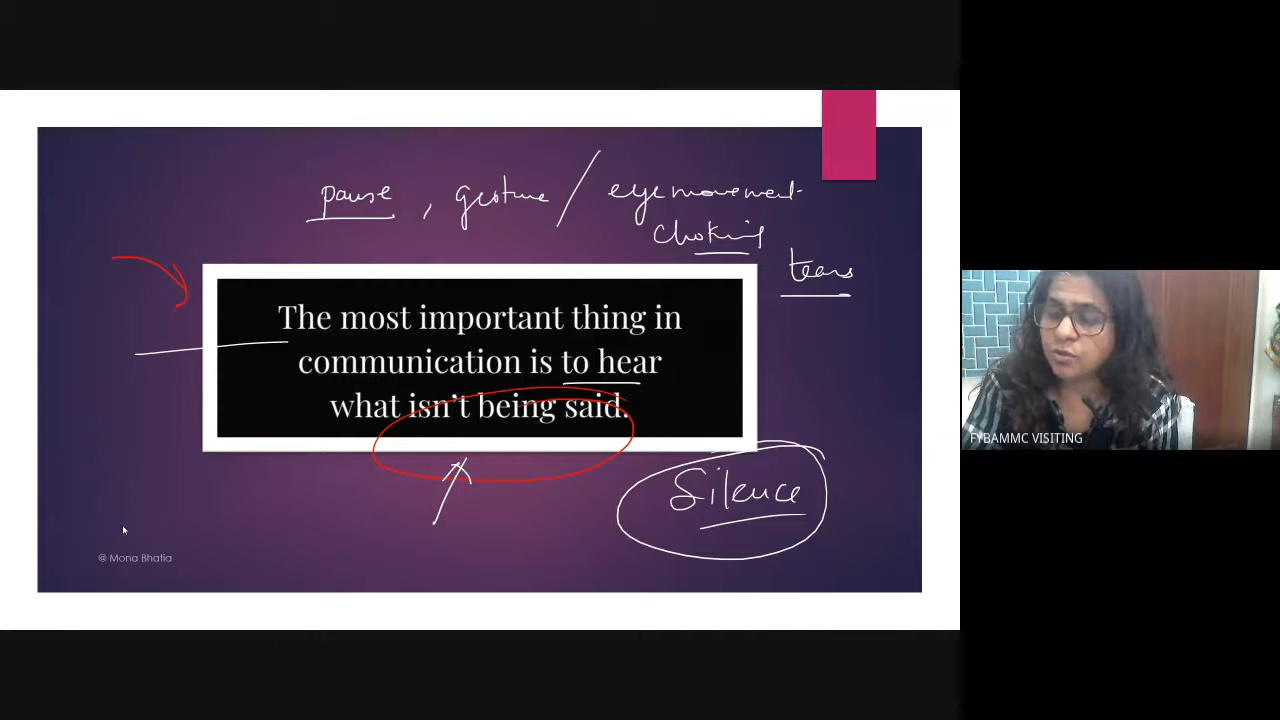 pause, gesture / eye movement
choking
tears
The most important thing in
communication is to hear
what isn't being said.
Silence
@ Mona Bhatia
FYBAMMC VISITING